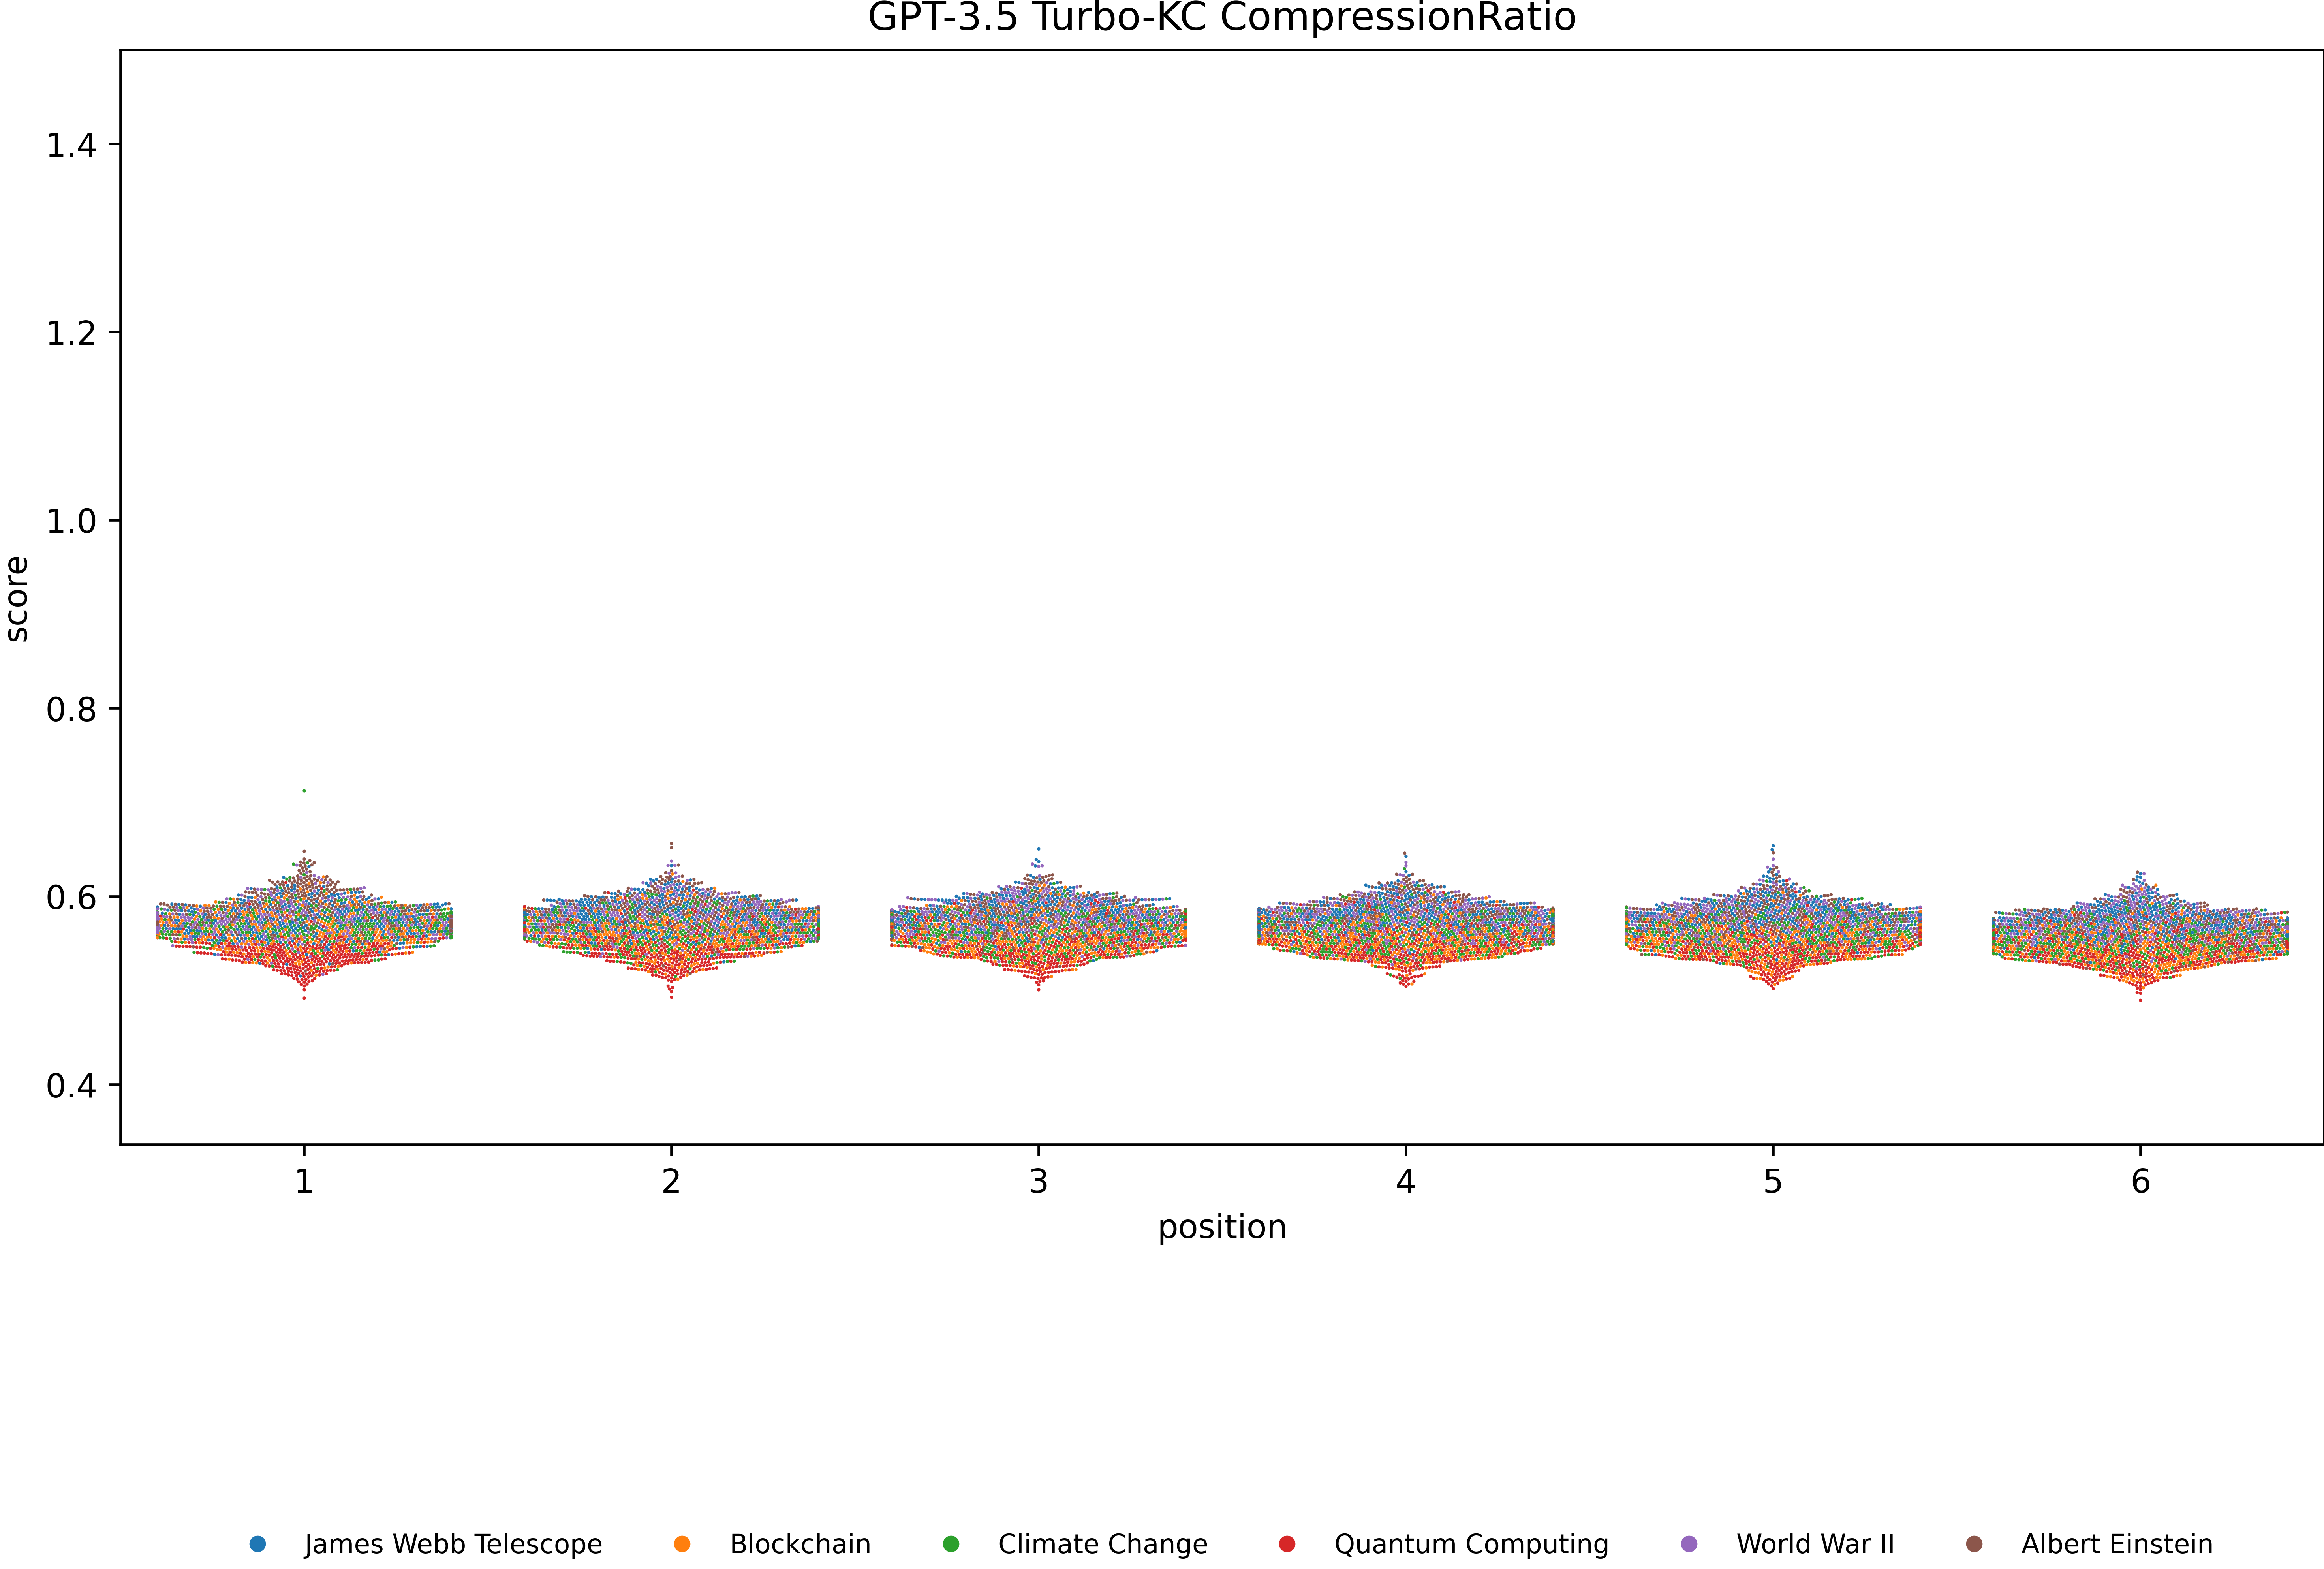 GPT-3.5 Turbo-KC CompressionRatio
score
1.4
1.2
1.0
0.8
0.6
0.4
1 2 3 4 5 6
position
James Webb Telescope Blockchain Climate Change Quantum Computing World War II Albert Einstein